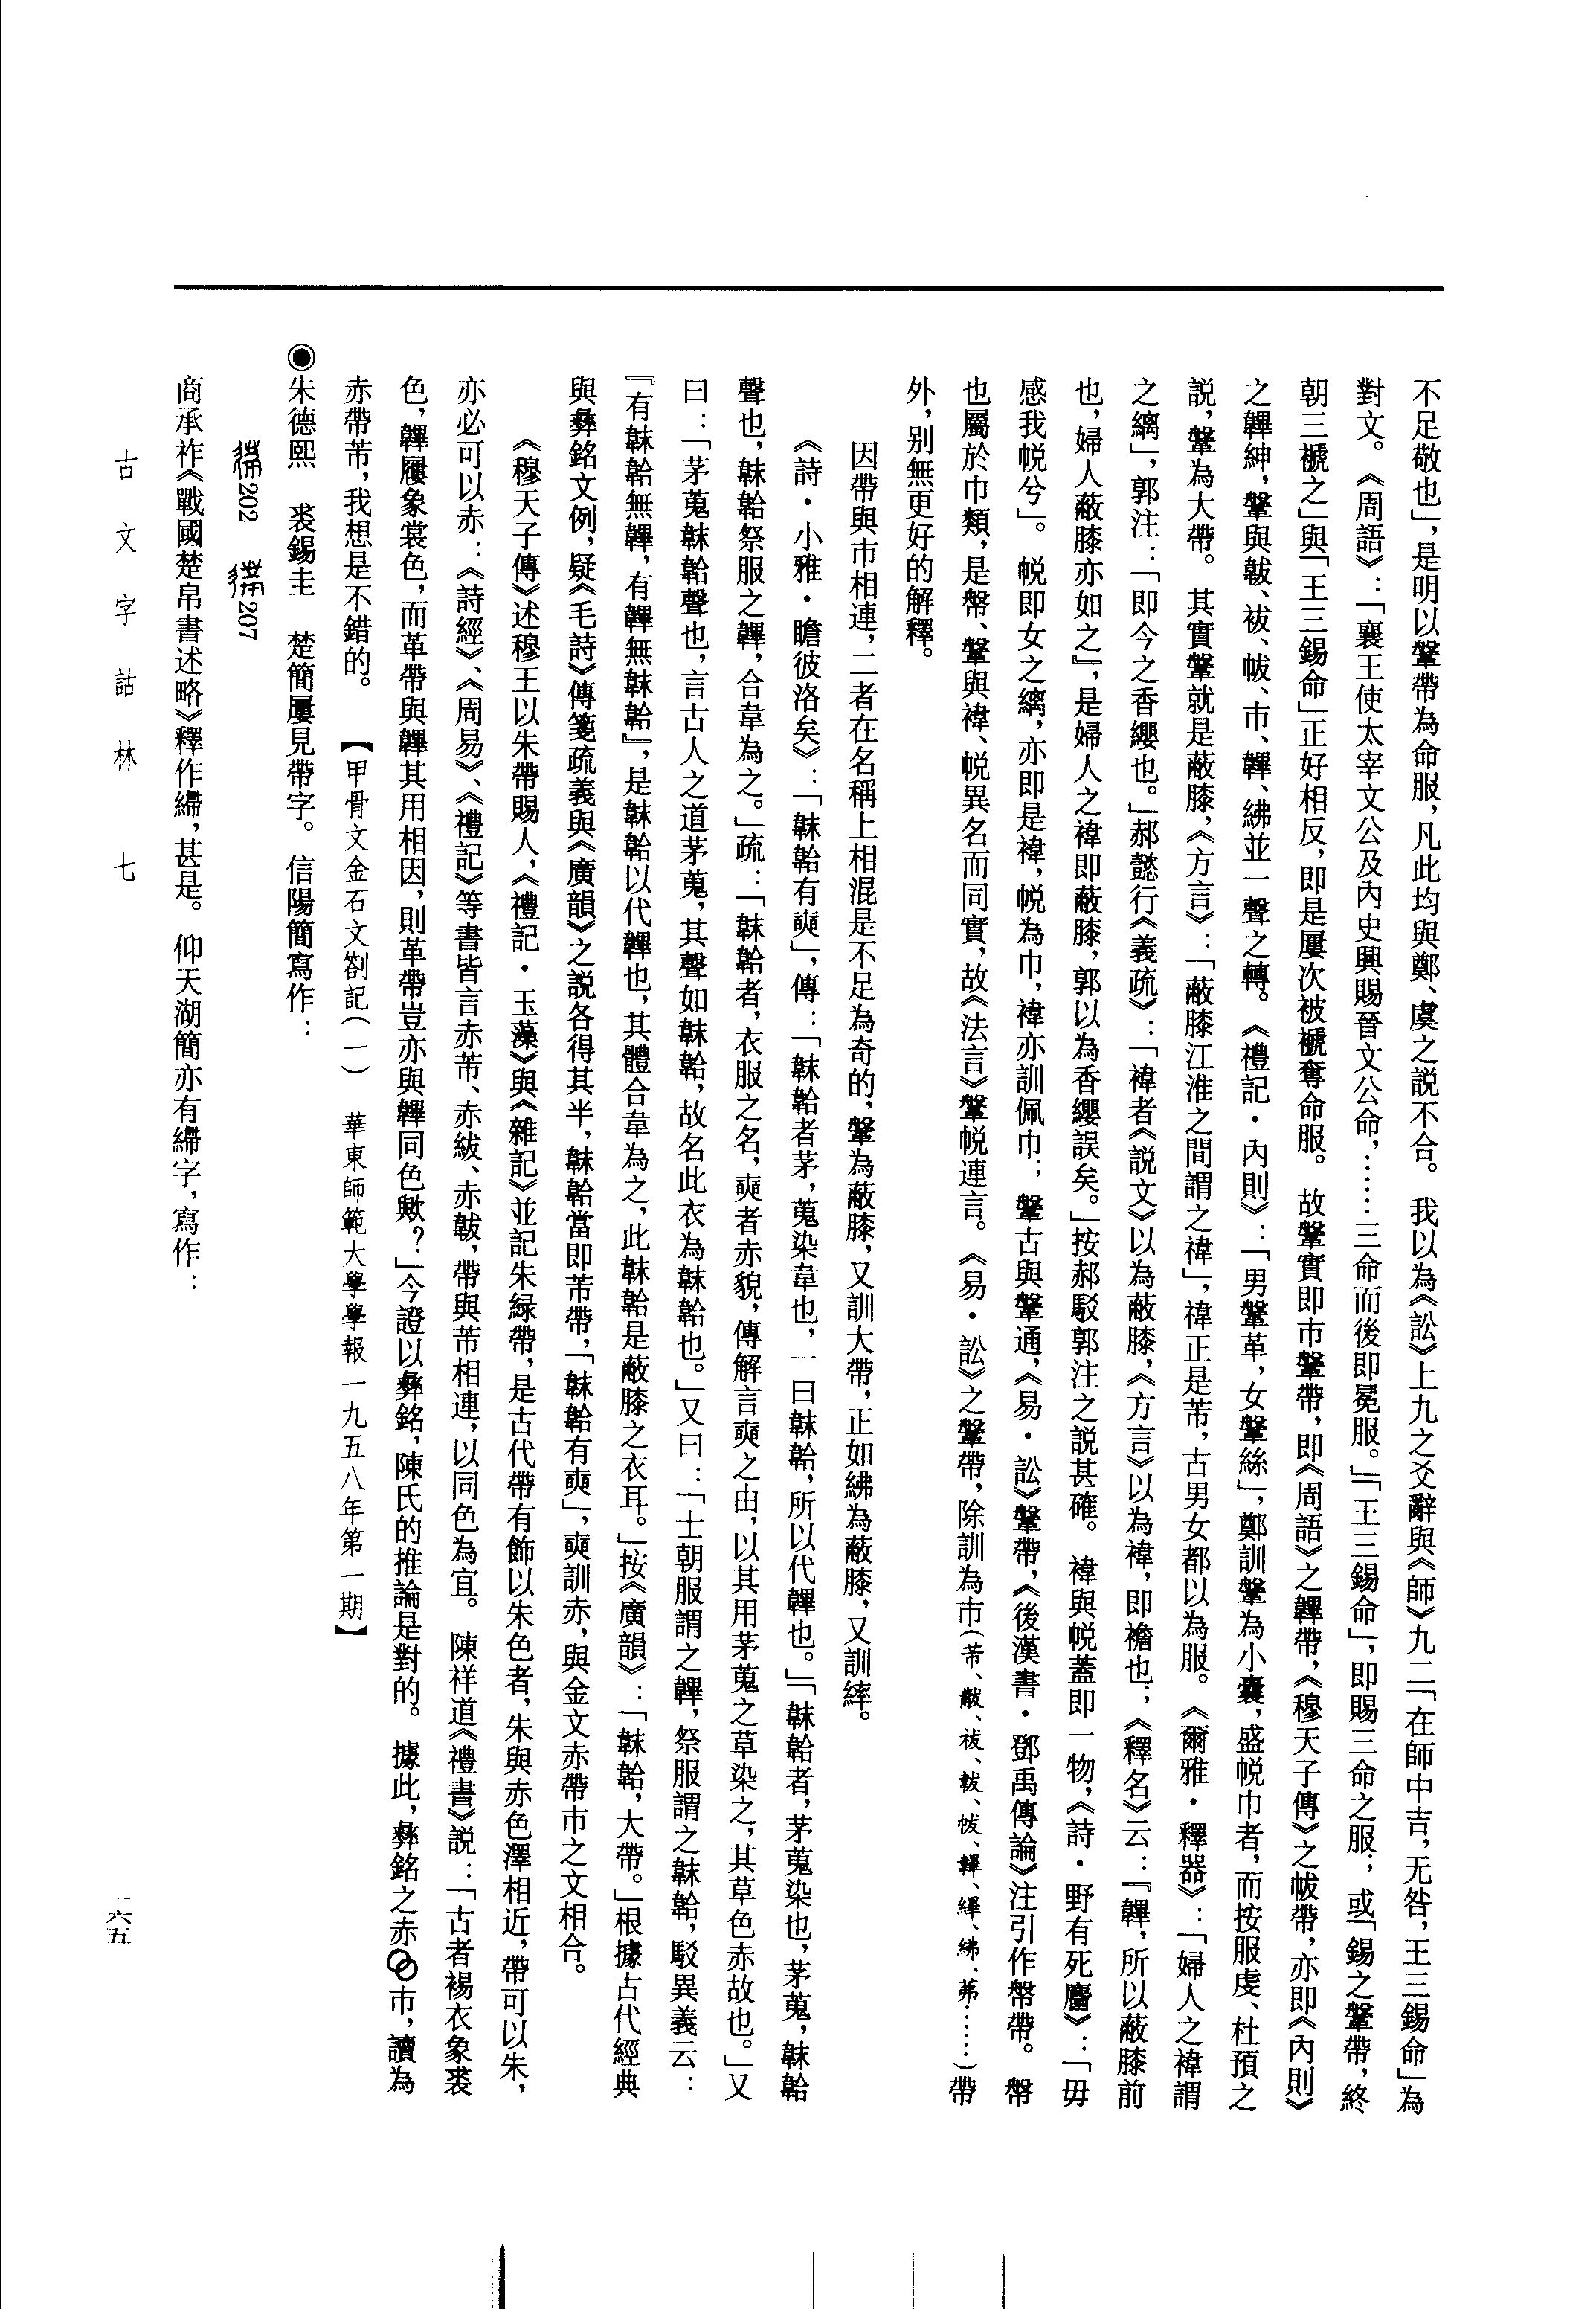 不足敬也」，是明以鞶帶為命服，凡此均與鄭、虞之説不合。我以為《訟》上九之爻辭與《師》九二「在師中吉，无咎，王三錫命」為
對文。《周語》：「襄王使太宰文公及內史興賜晉文公命，……三命而後即冕服。」「王三錫命」，即賜三命之服；或「錫之鞶帶，終
朝三褫之」與「王三錫命」正好相反，即是屢次被褫奪命服。故鞶實即巿鞶帶，即《周語》之韠帶，《穆天子傳》之帗帶，亦即《內則》
之韠紳，鞶與韍、袚、帗、巿、韠、紼並一聲之轉。《禮記·內則》：「男鞶革，女鞶絲」，鄭訓鞶為小囊，盛帨巾者，而按服虔、杜預之
説，鞶為大帶。其實鞶就是蔽膝，《方言》：「蔽膝江淮之間謂之褘」，褘正是芾，古男女都以為服。《爾雅·釋器》：「婦人之褘謂
之縭」，郭注：「即今之香纓也。」郝懿行《義疏》：「褘者《説文》以為蔽膝，《方言》以為褘，即襜也；《釋名》云：『韠，所以蔽膝前
也，婦人蔽膝亦如之』，是婦人之褘即蔽膝，郭以為香纓誤矣。」按郝駁郭注之説甚確。褘與帨蓋即一物，《詩·野有死麕》：「毋
感我帨兮」。帨即女之縭，亦即是褘，帨為巾，褘亦訓佩巾；鞶古與鞶通，《易·訟》鞶帶，《後漢書·鄧禹傳論》注引作幋帶。幋
也屬於巾類，是幋、鞶與褘、帨異名而同實，故《法言》鞶帨連言。《易·訟》之鞶帶，除訓為巿（芾、黻、袚、韍、帗、韠、縪、紼、茀……）帶
外，别無更好的解釋。
因帶與巿相連，二者在名稱上相混是不足為奇的，鞶為蔽膝，又訓大帶，正如紼為蔽膝，又訓綷。
《詩·小雅·瞻彼洛矣》：「韎韐有奭」，傳：「韎韐者茅，蒐染韋也，一曰韎韐，所以代韠也。」「韎韐者，茅蒐染也，茅蒐，韎韐
聲也，韎韐祭服之韠，合韋為之。」疏：「韎韐者，衣服之名，奭者赤貌，傳解言奭之由，以其用茅蒐之草染之，其草色赤故也。」又
曰：「茅蒐韎韐聲也，言古人之道茅蒐，其聲如韎韐，故名此衣為韎韐也。」又曰：「士朝服謂之韠，祭服謂之韎韐，駁異義云：
『有韎韐無韠，有韠無韎韐』，是韎韐以代韠也，其體合韋為之，此韎韐是蔽膝之衣耳。」按《廣韻》：「韎韐，大帶。」根據古代經典
與彝銘文例，疑《毛詩》傳箋疏義與《廣韻》之説各得其半，韎韐當即芾帶，「韎韐有奭」，奭訓赤，與金文赤帶巿之文相合。
《穆天子傳》述穆王以朱帶賜人，《禮記·玉藻》與《雜記》並記朱緑帶，是古代帶有飾以朱色者，朱與赤色澤相近，帶可以朱，
亦必可以赤：《詩經》、《周易》、《禮記》等書皆言赤芾、赤紱、赤韍，帶與芾相連，以同色為宜。陳祥道《禮書》説：「古者裼衣象裘
色，韠屨象裳色，而革帶與韠其用相因，則革帶豈亦與韠同色歟？」今證以彝銘，陳氏的推論是對的。據此，彝銘之赤巿，讀為
赤帶芾，我想是不錯的。　【甲骨文金石文劄記（一）　華東師範大學學報一九五八年第一期】
◉朱德熙　裘錫圭　楚簡屢見帶字。信陽簡寫作：
202　207
商承祚《戰國楚帛書述略》釋作繻，甚是。仰天湖簡亦有繻字，寫作：
古文字詁林　七
一六五